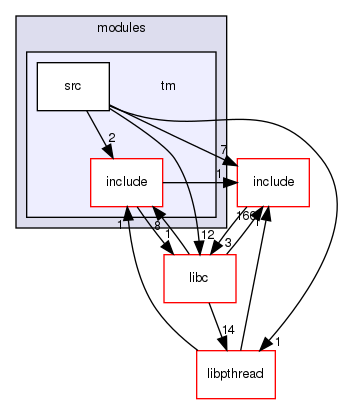 modules
src
tm
2
7
include
1
include
1
8
1
12
3
166
1
libc
14
1
libpthread